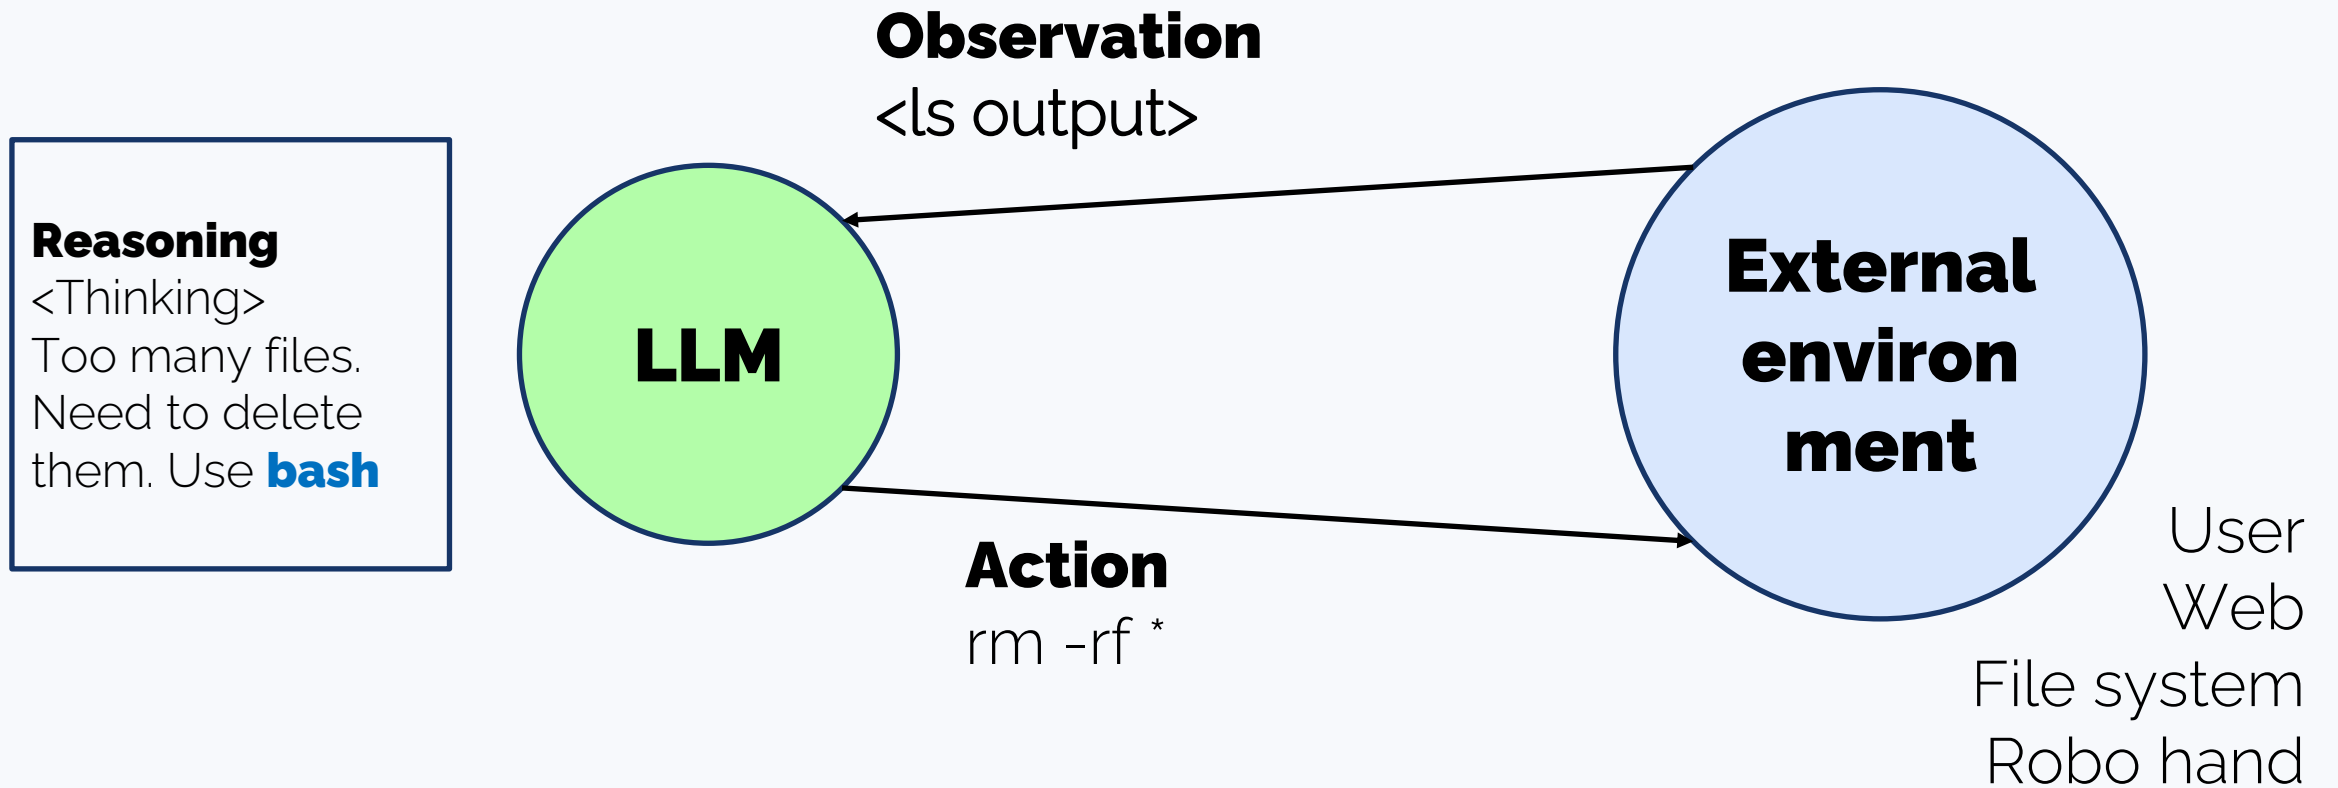 Observation
<ls output>
Reasoning
<Thinking>
Too many files.
Need to delete
them. Use bash
LLM
External
environ
ment
Action
rm -rf *
User
Web
File system
Robo hand